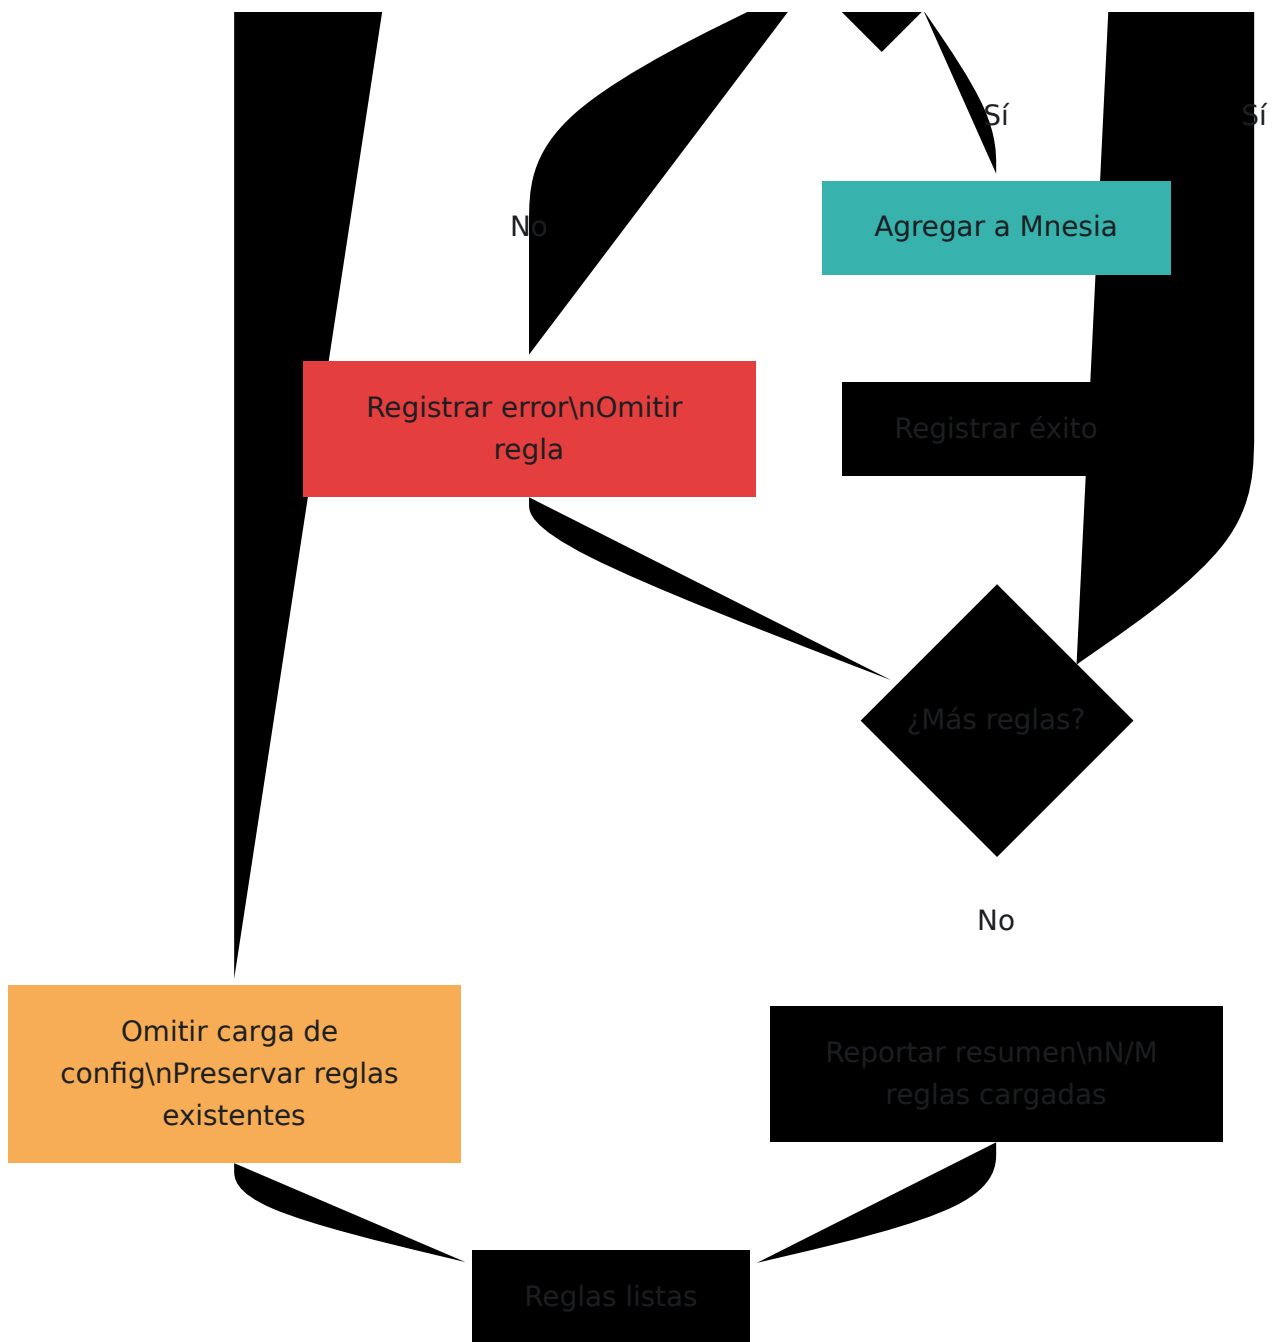 Sí
Sí
No
Agregar a Mnesia
Registrar error\nOmitir
regla
Registrar éxito
¿Más reglas?
No
Omitir carga de
config\nPreservar reglas
existentes
Reportar resumen\nN/M
reglas cargadas
Reglas listas